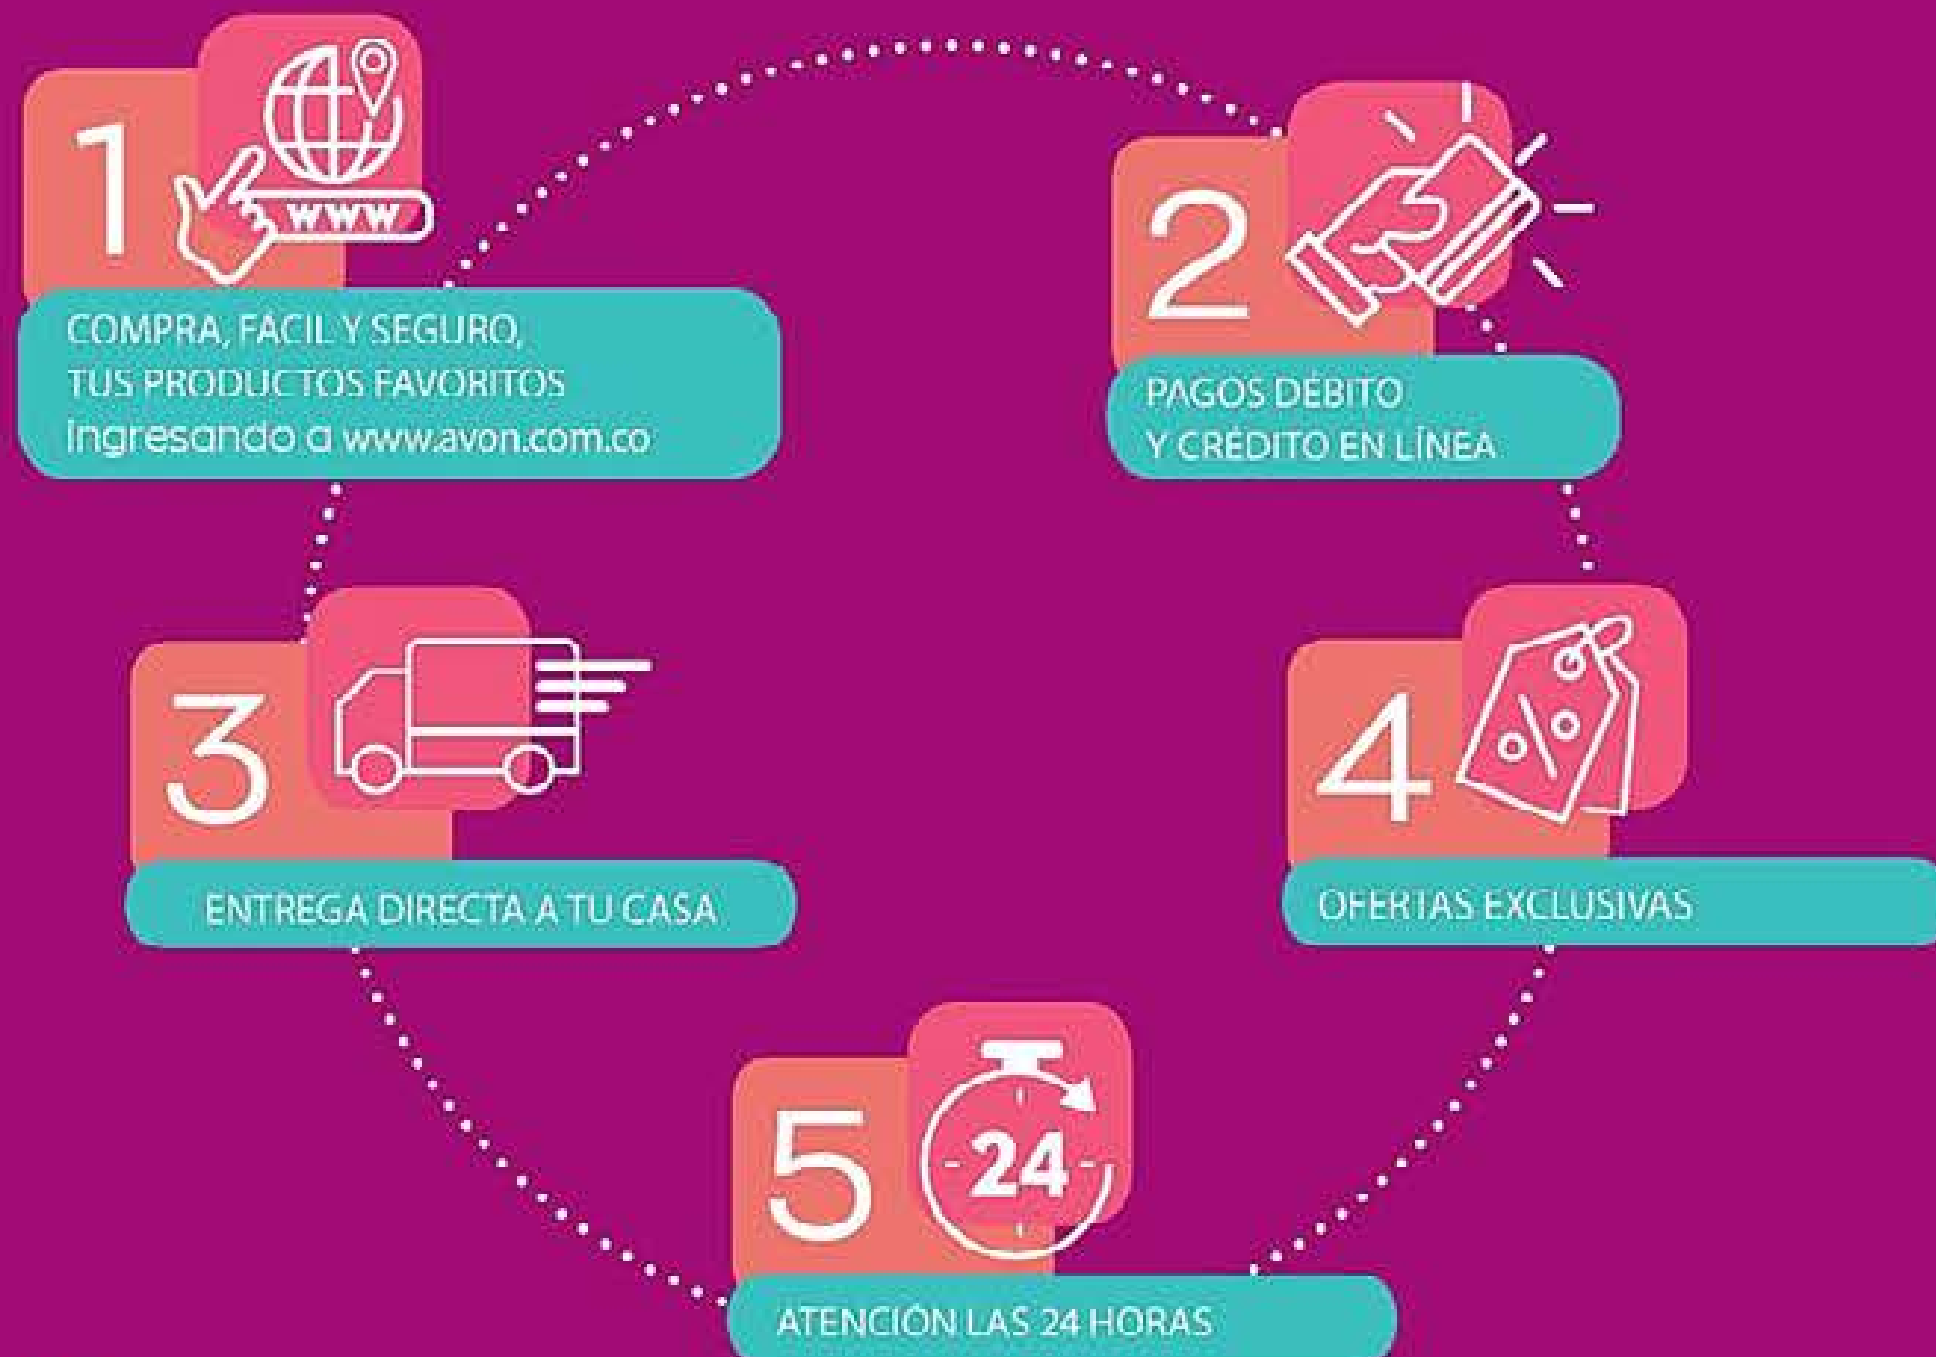 1
WWW
COMPRA, FÁCIL Y SEGURO,
TUS PRODUCTOS FAVORITOS
ingresando a www.avon.com.co
2
PAGOS DÉBITO
Y CRÉDITO EN LÍNEA
3
ENTREGA DIRECTA A TU CASA
4
%
OFERTAS EXCLUSIVAS
5
24
ATENCIÓN LAS 24 HORAS